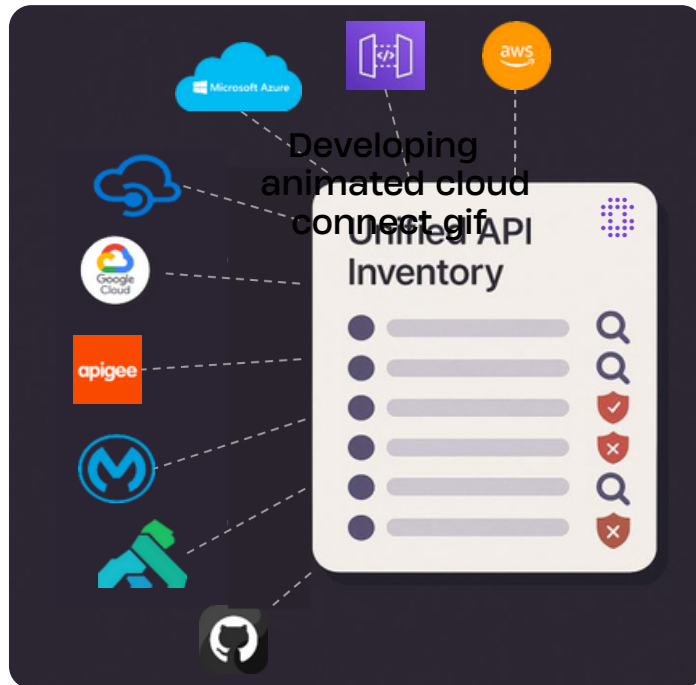 Microsoft Azure
</>
aws
Developing
animated cloud
connect gif
Unified API
Inventory
Google
Cloud
apigee